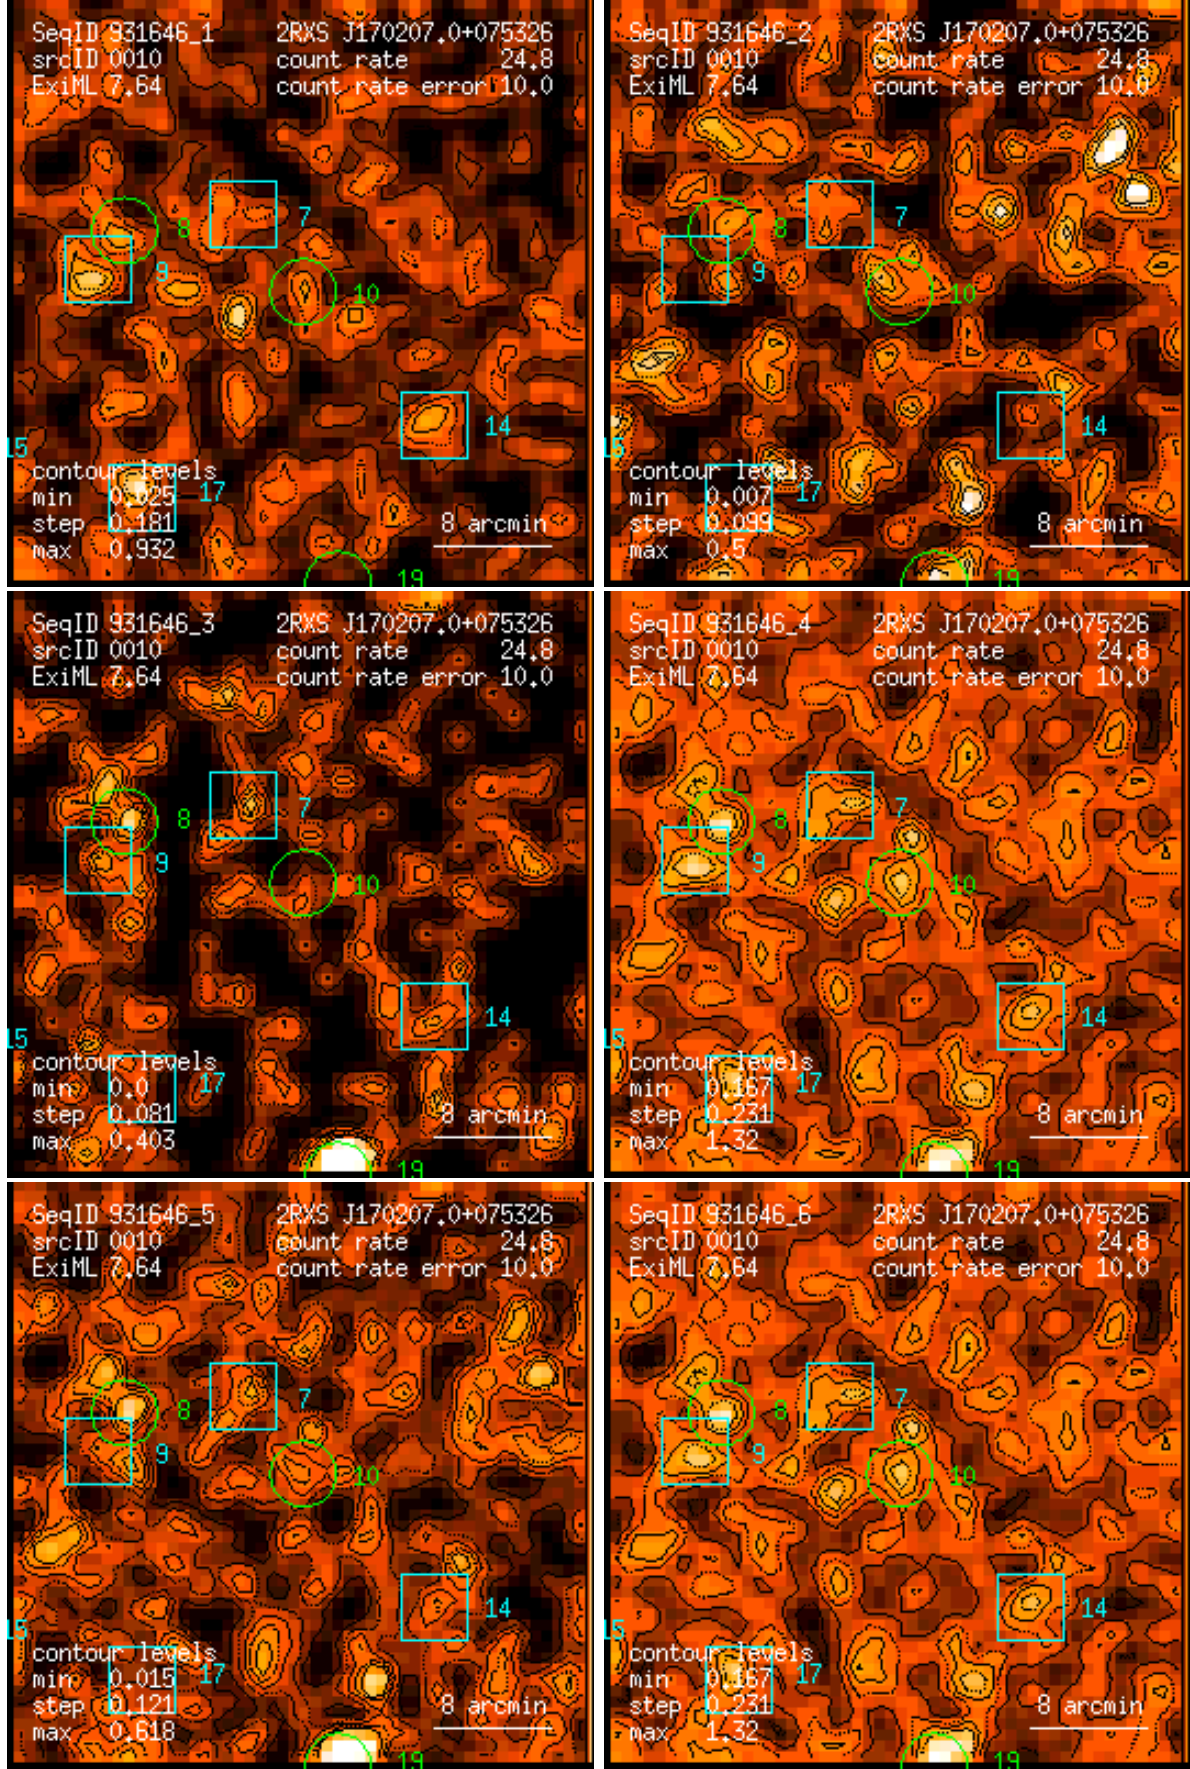 SeqID 931646_1 2RXS J170207.0+075326
srcID 0010 count rate 24.8
ExiML 7.64 count rate error 10.0
8
7
9
10
14
15
contour levels
min 0.025 17
step 0.181 8 arcmin
max 0.932
19
SeqID 931646_2 2RXS J170207.0+075326
srcID 0010 count rate 24.8
ExiML 7.64 count rate error 10.0
8
7
9
10
14
15
contour levels
min 0.007 17
step 0.099 8 arcmin
max 0.5
19
SeqID 931646_3 2RXS J170207.0+075326
srcID 0010 count rate 24.8
ExiML 7.64 count rate error 10.0
8
7
9
10
14
15
contour levels
min 0.0 17
step 0.081 8 arcmin
max 0.403
19
SeqID 931646_4 2RXS J170207.0+075326
srcID 0010 count rate 24.8
ExiML 7.64 count rate error 10.0
8
7
9
10
14
15
contour levels
min 0.167 17
step 0.231 8 arcmin
max 1.32
19
SeqID 931646_5 2RXS J170207.0+075326
srcID 0010 count rate 24.8
ExiML 7.64 count rate error 10.0
8
7
9
10
14
15
contour levels
min 0.015 17
step 0.121 8 arcmin
max 0.618
19
SeqID 931646_6 2RXS J170207.0+075326
srcID 0010 count rate 24.8
ExiML 7.64 count rate error 10.0
8
7
9
10
14
15
contour levels
min 0.167 17
step 0.231 8 arcmin
max 1.32
19